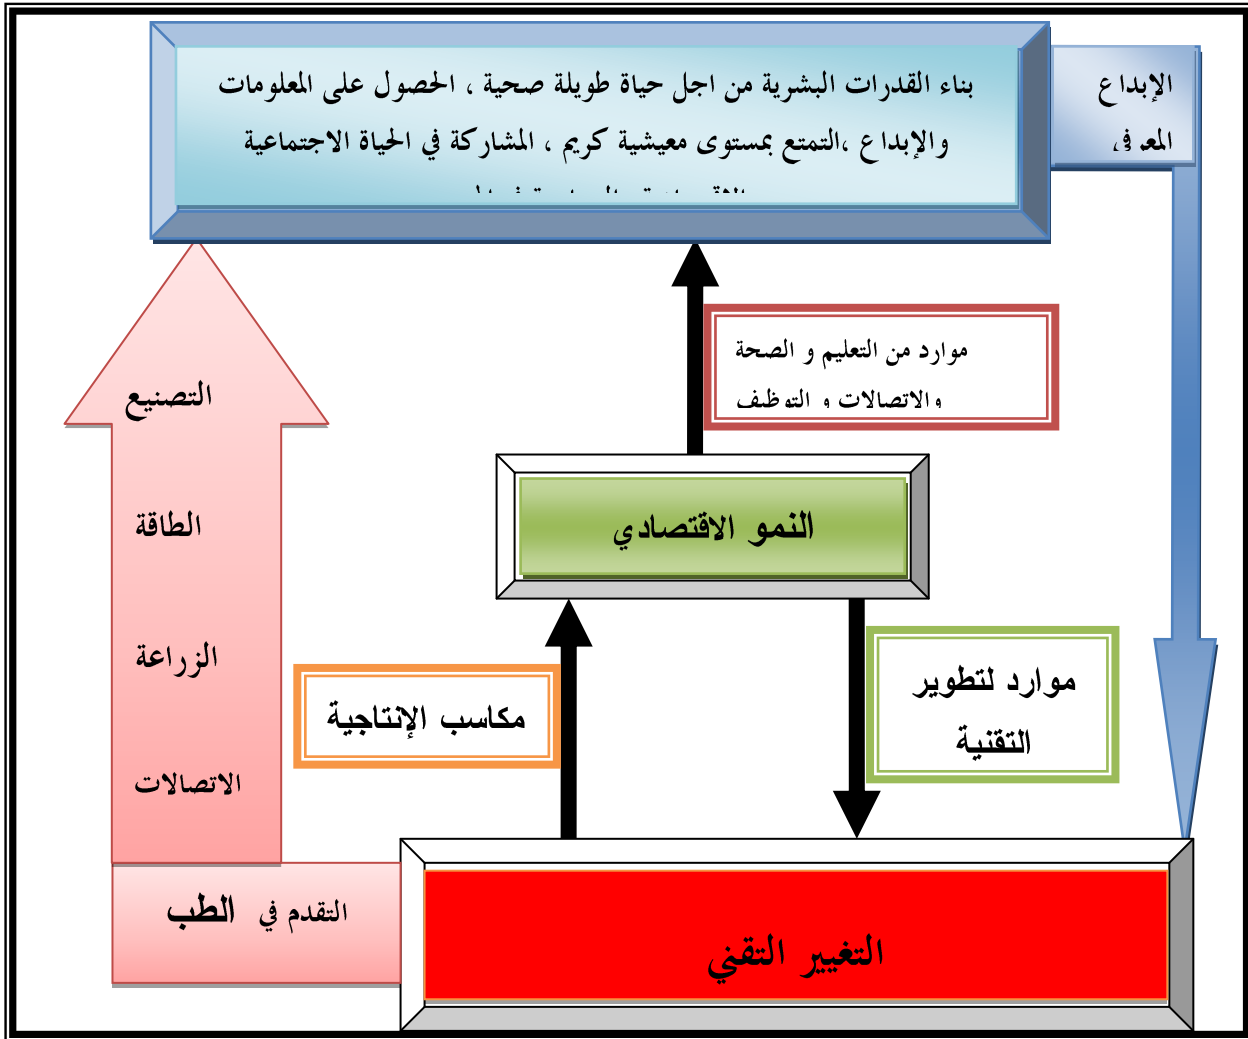 بناء القدرات البشرية من اجل حياة طويلة صحية ، الحصول على المعلومات
والإبداع ،التمتع بمستوى معيشية كريم ، المشاركة في الحياة الاجتماعية
الإبداع
المعرفي
موارد من التعليم و الصحة
والاتصالات و التوظيف
التصنيع
النمو الاقتصادي
الطاقة
الزراعة
موارد لتطوير
التقنية
مكاسب الإنتاجية
الاتصالات
التقدم في الطب
التغيير التقني